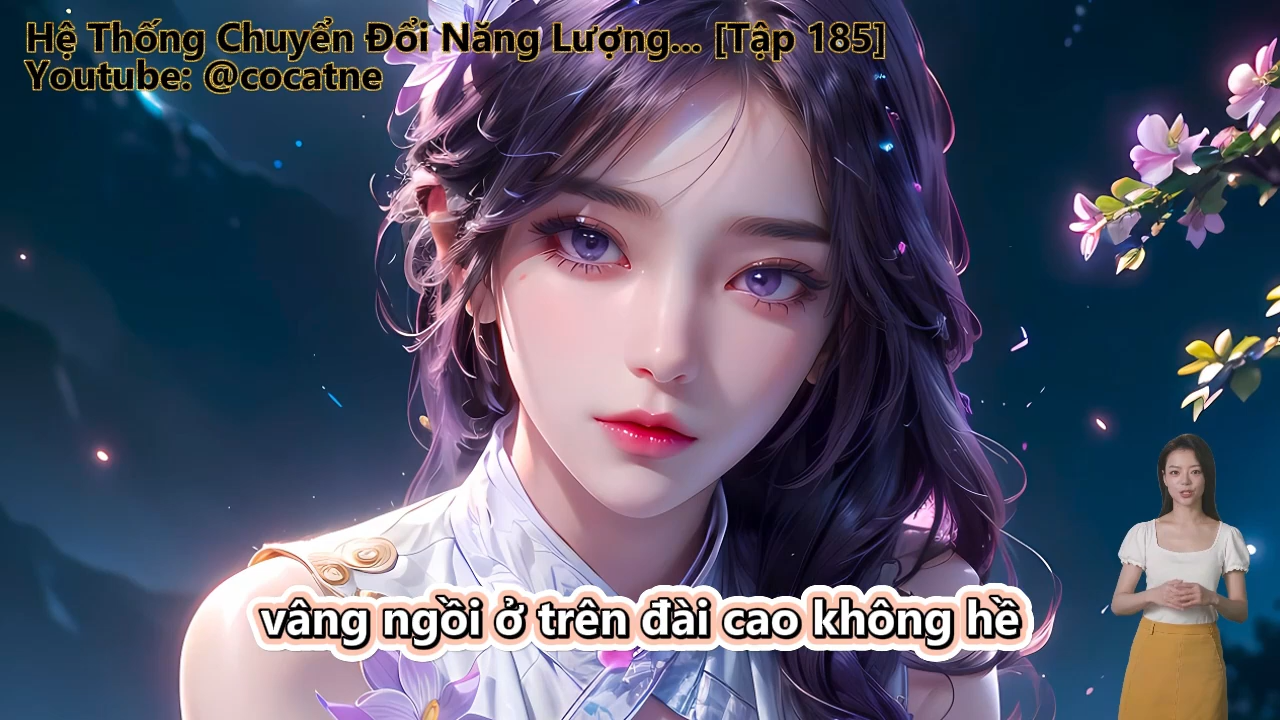 Hệ Thống Chuyển Đổi Năng Lượng... [Tập 185]
Youtube: @cocatne
vâng ngồi ở trên đài cao không hề